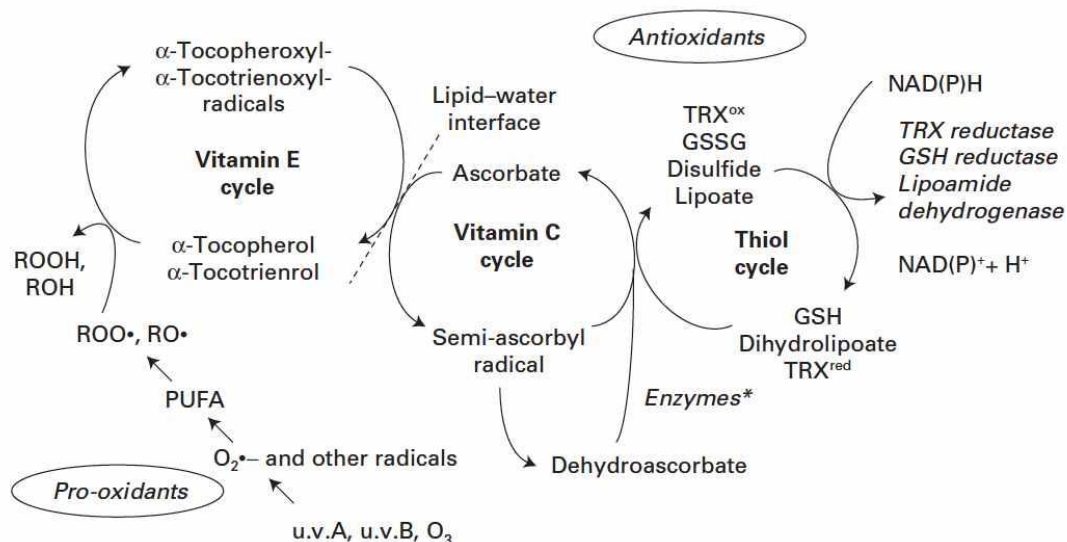 Antioxidants
α-Tocopheroxyl-
α-Tocotrienoxyl-
radicals
Vitamin E
cycle
α-Tocopherol
α-Tocotrienrol
ROOH,
ROH
ROO•, RO•
PUFA
O₂•– and other radicals
Pro-oxidants
u.v.A, u.v.B, O₃
Lipid–water
interface
Ascorbate
Vitamin C
cycle
Semi-ascorbyl
radical
Dehydroascorbate
Enzymes*
TRXᵒˣ
GSSG
Disulfide
Lipoate
Thiol
cycle
GSH
Dihydrolipoate
TRXʳᵉᵈ
NAD(P)H
TRX reductase
GSH reductase
Lipoamide
dehydrogenase
NAD(P)⁺+ H⁺